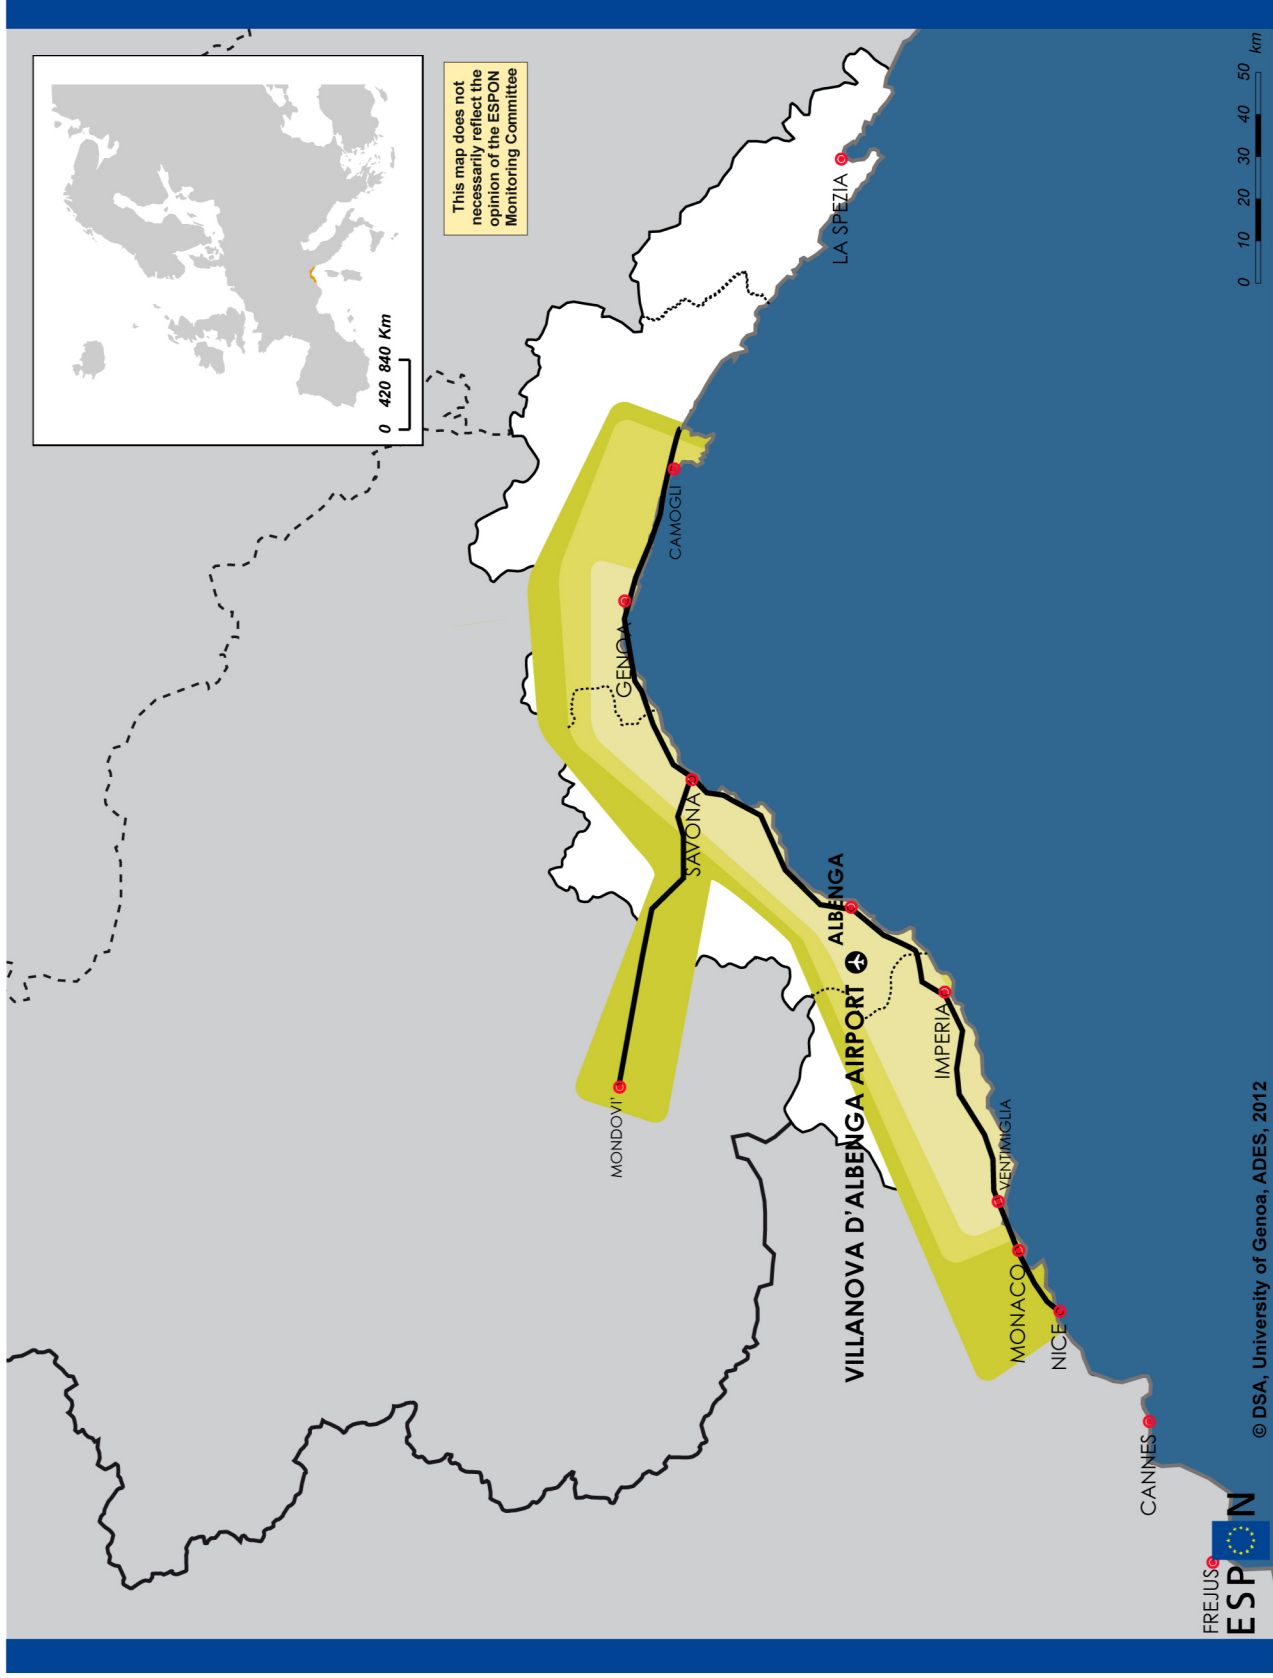 0 420 840 Km
This map does not
necessarily reflect the
opinion of the ESPON
Monitoring Committee
MONDOVI'
SAVONA
GENOA
CAMOGLI
LA SPEZIA
VILLANOVA D'ALBENGA AIRPORT
ALBENGA
IMPERIA
VENTIMIGLIA
MONACO
NICE
CANNES
FREJUS
ESPON
© DSA, University of Genoa, ADES, 2012
0 10 20 30 40 50 km